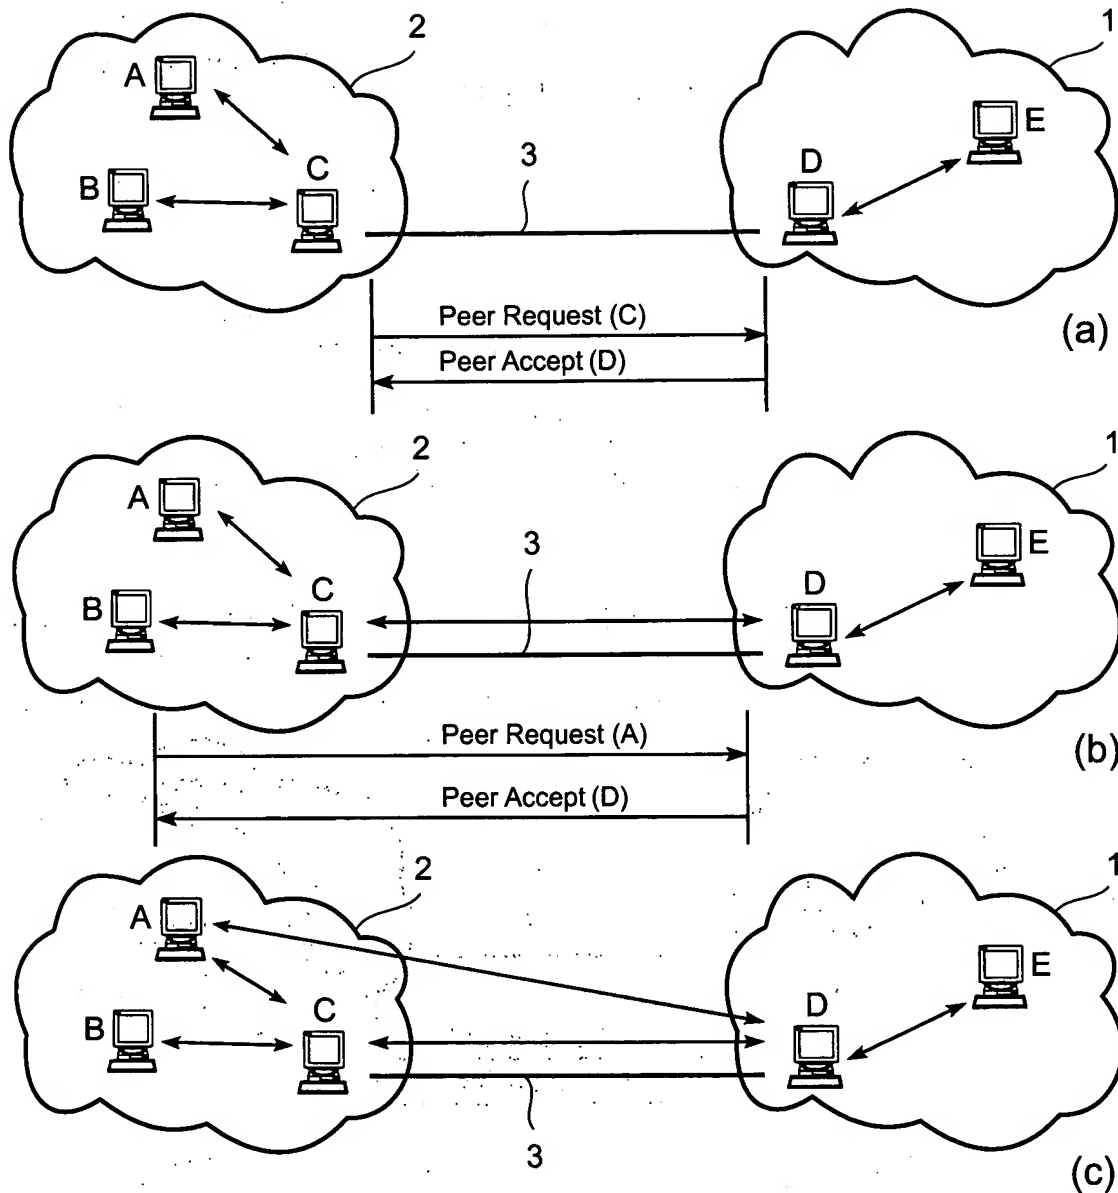 2
1
A
E
3
C
D
B
Peer Request (C)
(a)
Peer Accept (D)
2
1
A
E
3
C
D
B
Peer Request (A)
(b)
Peer Accept (D)
2
1
A
E
C
D
B
3
(c)